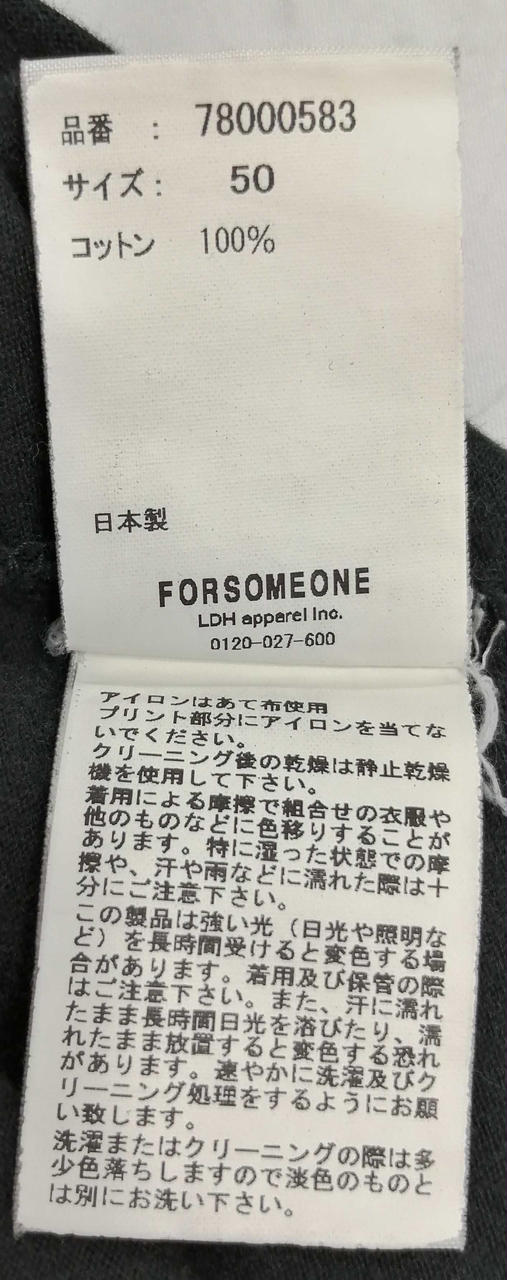 品番 : 78000583
サイズ: 50
コットン 100%
日本製
FORSOMEONE
LDH apparel Inc.
0120-027-600
アイロンはあて布使用
プリント部分にアイロンを当てな
いでください。
クリーニング後の乾燥は静止乾燥
機を使用して下さい。
着用による摩擦で組合せの衣服や
他のものなどに色移りすることが
あります。特に湿った状態での摩
擦や、汗や雨などに濡れた際は十
分にご注意下さい。
この製品は強い光（日光や照明な
ど）を長時間受けると変色する場
合があります。着用及び保管の際
はご注意下さい。また、汗に濡れ
たまま長時間日光を浴びたり、濡
れたまま放置すると変色する恐れ
があります。速やかに洗濯及びク
リーニング処理をするようにお願
い致します。
洗濯またはクリーニングの際は多
少色落ちしますので淡色のものと
は別にお洗い下さい。